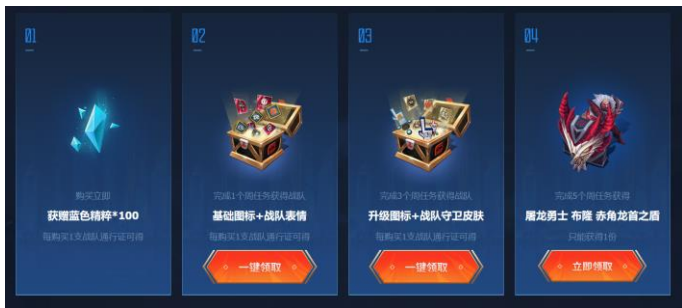 01
购买立即
获赠蓝色精粹*100
每购买1支战队通行证可得
02
完成1个周任务获得战队
基础图标+战队表情
每购买1支战队通行证可得
一键领取
03
完成3个周任务获得战队
升级图标+战队守卫皮肤
每购买1支战队通行证可得
一键领取
04
完成5个周任务获得
屠龙勇士 布隆 赤角龙首之盾
只能获得1份
立即领取